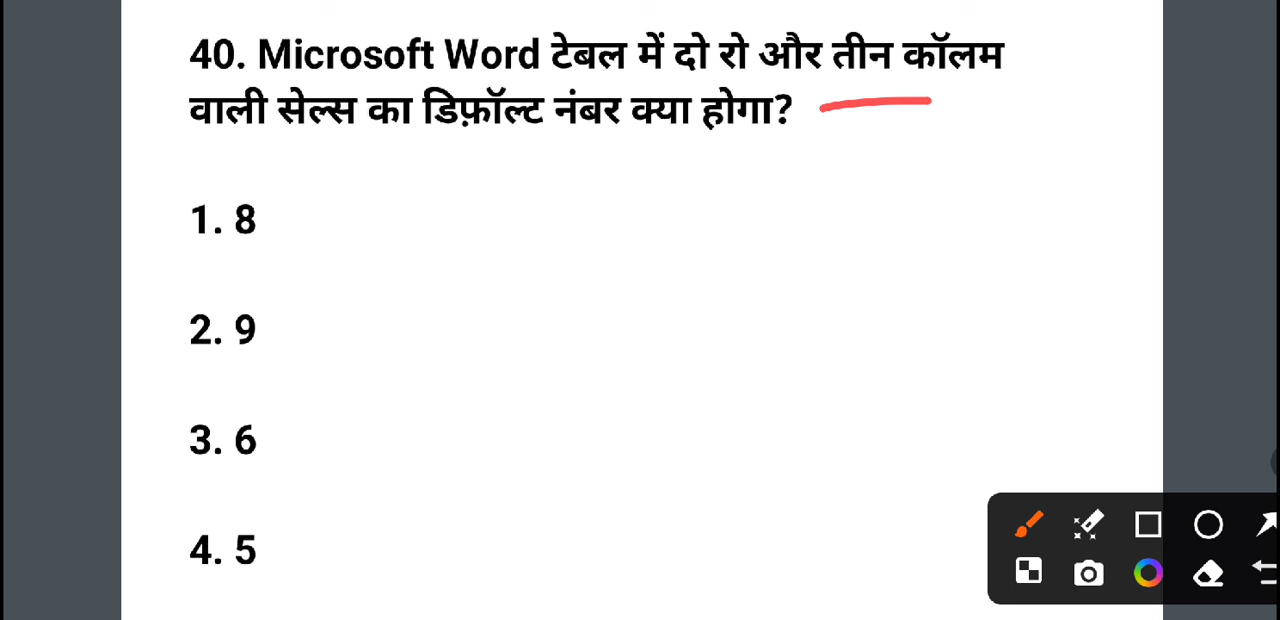 40. Microsoft Word टेबल में दो रो और तीन कॉलम
वाली सेल्स का डिफ़ॉल्ट नंबर क्या होगा?
1. 8
2. 9
3. 6
4. 5